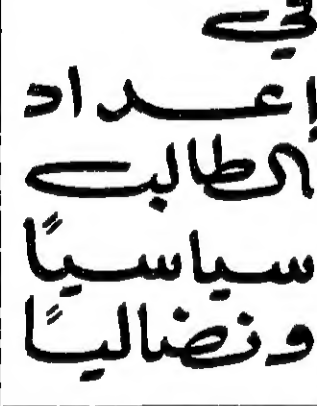 في
إعداد
الطالب
سياسيًا
ونضاليًا